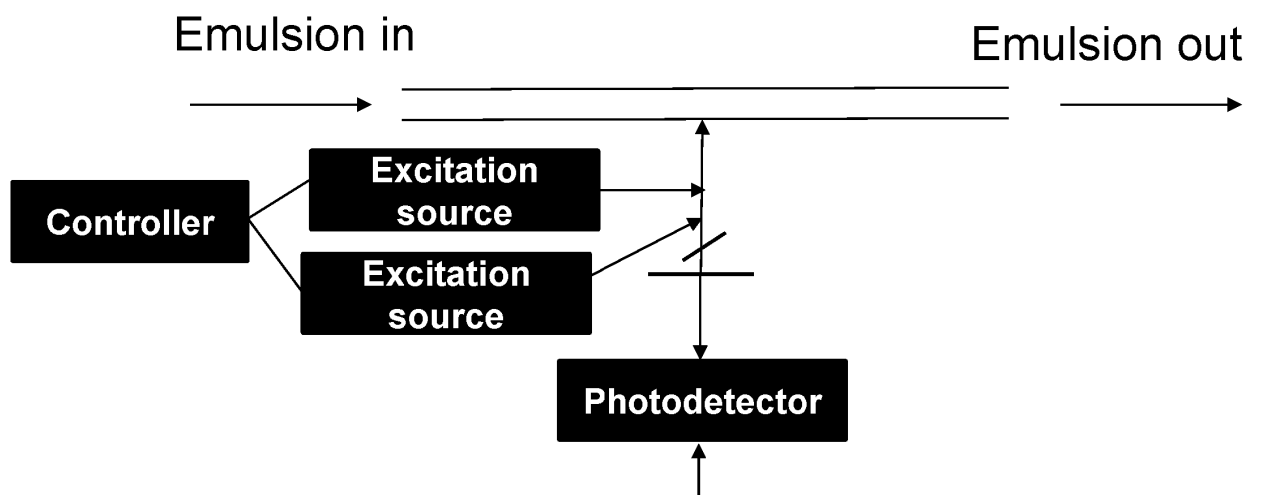 Emulsion in
Emulsion out
Excitation
source
Controller
Excitation
source
Photodetector